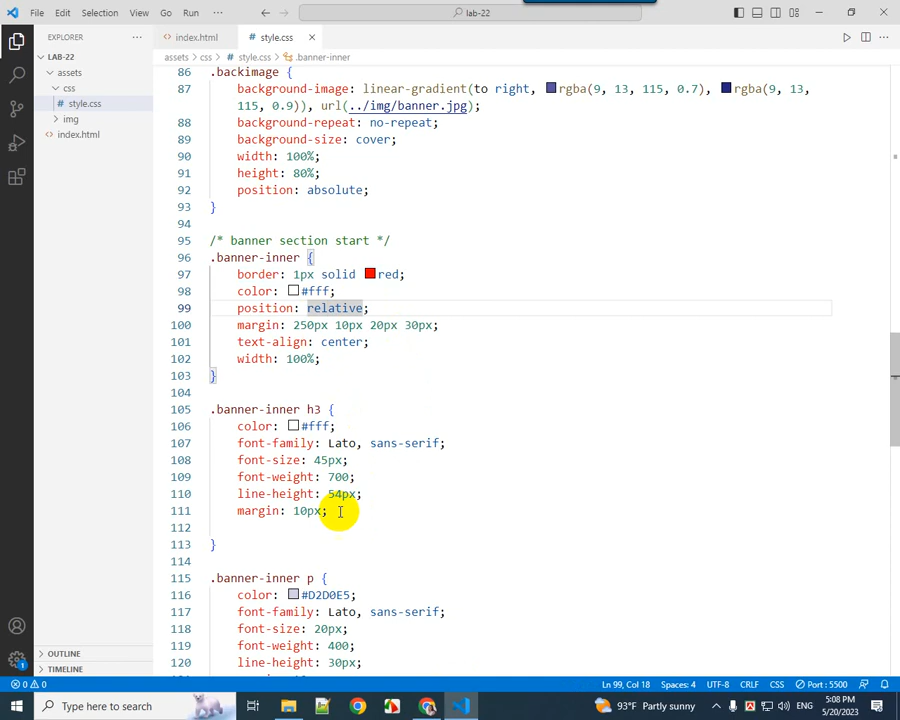 File Edit Selection View Go Run ··· lab-22
EXPLORER
index.html
style.css
LAB-22
assets > css > style.css > .banner-inner
assets
css
style.css
img
index.html
86 .backimage {
87 background-image: linear-gradient(to right, rgba(9, 13, 115, 0.7), rgba(9, 13,
115, 0.9)), url(../img/banner.jpg);
88 background-repeat: no-repeat;
89 background-size: cover;
90 width: 100%;
91 height: 80%;
92 position: absolute;
93 }
94
95 /* banner section start */
96 .banner-inner {
97 border: 1px solid red;
98 color: #fff;
99 position: relative;
100 margin: 250px 10px 20px 30px;
101 text-align: center;
102 width: 100%;
103 }
104
105 .banner-inner h3 {
106 color: #fff;
107 font-family: Lato, sans-serif;
108 font-size: 45px;
109 font-weight: 700;
110 line-height: 54px;
111 margin: 10px;
112
113 }
114
115 .banner-inner p {
116 color: #D2D0E5;
117 font-family: Lato, sans-serif;
118 font-size: 20px;
119 font-weight: 400;
120 line-height: 30px;
OUTLINE
TIMELINE
1
0 0 Ln 99, Col 18 Spaces: 4 UTF-8 CRLF CSS Port : 5500
Type here to search
93°F Partly sunny
5:08 PM
5/20/2023